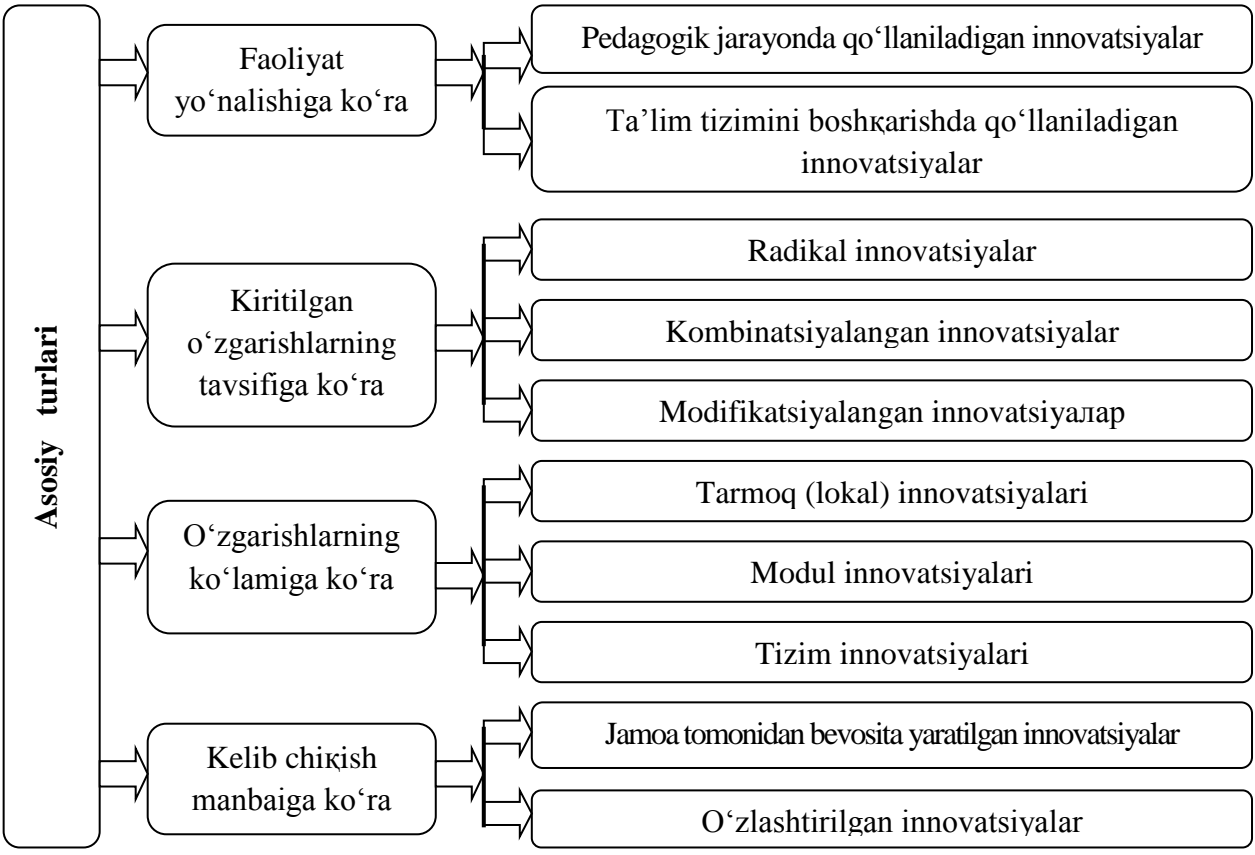 Asosiy turlari
Faoliyat
yo‘nalishiga ko‘ra
Pedagogik jarayonda qo‘llaniladigan innovatsiyalar
Ta’lim tizimini boshқarishda qo‘llaniladigan
innovatsiyalar
Kiritilgan
o‘zgarishlarning
tavsifiga ko‘ra
Radikal innovatsiyalar
Kombinatsiyalangan innovatsiyalar
Modifikatsiyalangan innovatsiyaлар
O‘zgarishlarning
ko‘lamiga ko‘ra
Tarmoq (lokal) innovatsiyalari
Modul innovatsiyalari
Tizim innovatsiyalari
Kelib chiқish
manbaiga ko‘ra
Jamoa tomonidan bevosita yaratilgan innovatsiyalar
O‘zlashtirilgan innovatsiyalar